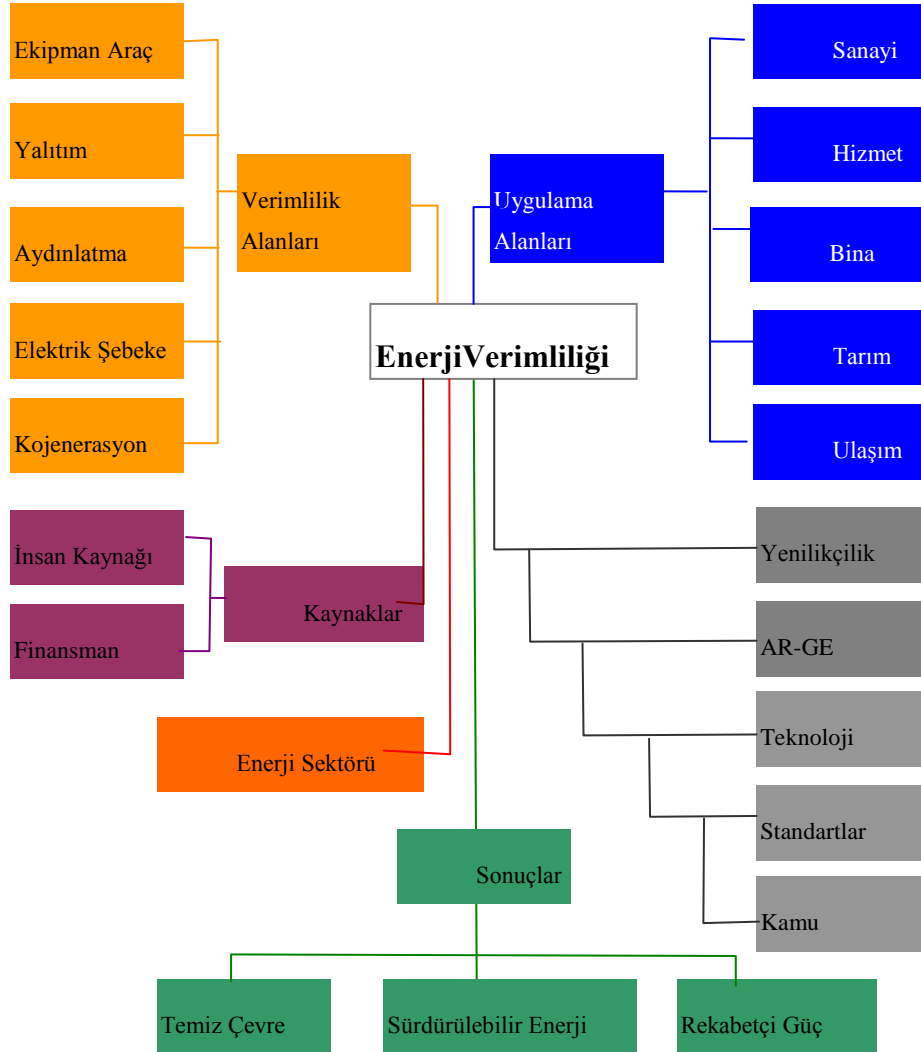 Ekipman Araç
Yalıtım
Aydınlatma
Elektrik Şebeke
Kojenerasyon
Verimlilik
Alanları
Uygulama
Alanları
Sanayi
Hizmet
Bina
Tarım
Ulaşım
EnerjiVerimliliği
İnsan Kaynağı
Finansman
Kaynaklar
Enerji Sektörü
Yenilikçilik
AR-GE
Teknoloji
Standartlar
Kamu
Sonuçlar
Temiz Çevre
Sürdürülebilir Enerji
Rekabetçi Güç